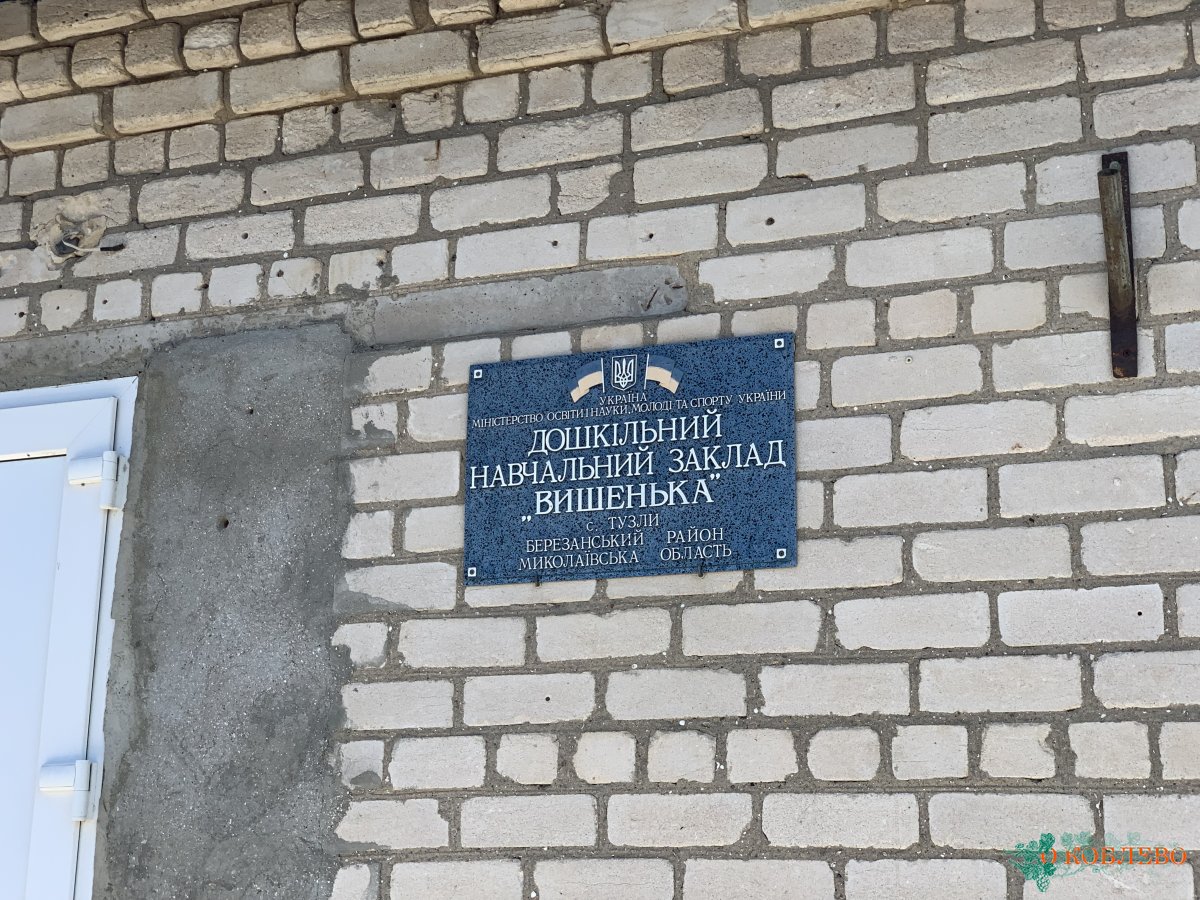 УКРАЇНА
МІНІСТЕРСТВО ОСВІТИ І НАУКИ, МОЛОДІ ТА СПОРТУ УКРАЇНИ
ДОШКІЛЬНИЙ
НАВЧАЛЬНИЙ ЗАКЛАД
„ВИШЕНЬКА”
с. ТУЗЛИ
БЕРЕЗАНСЬКИЙ РАЙОН
МИКОЛАЇВСЬКА ОБЛАСТЬ
О КОБЛЕВО